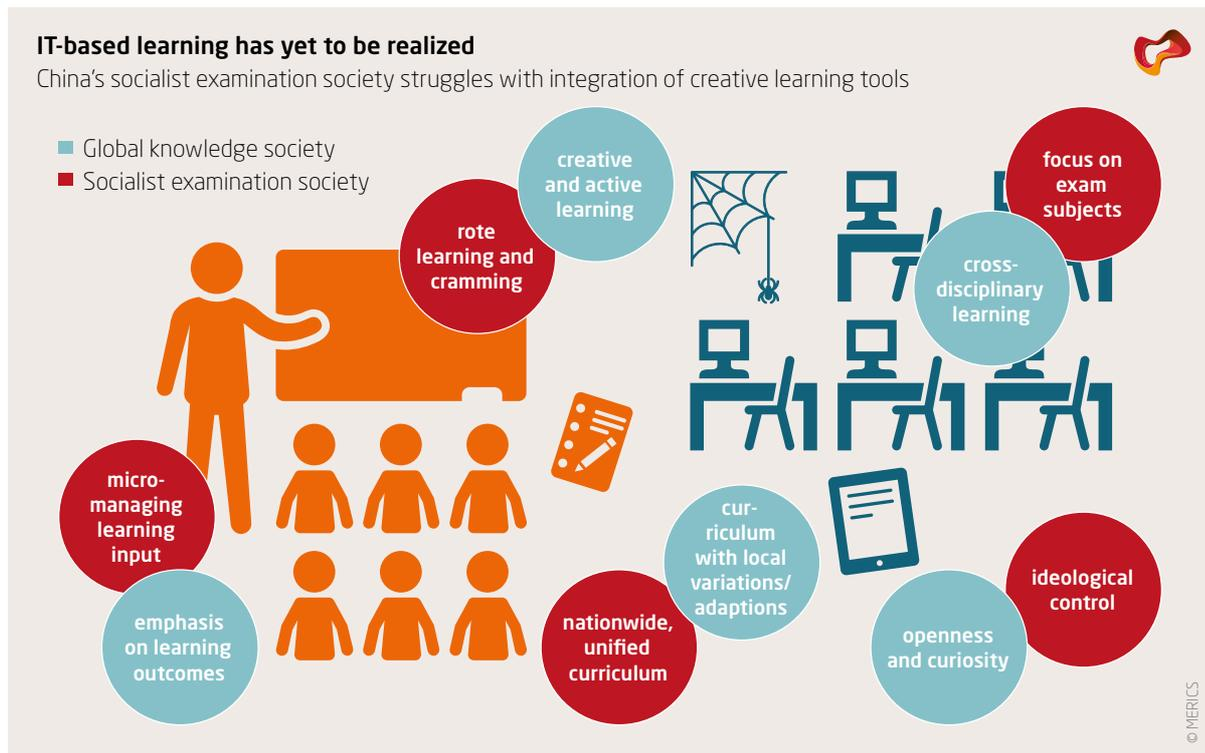 IT-based learning has yet to be realized
China's socialist examination society struggles with integration of creative learning tools
Global knowledge society
Socialist examination society
creative
and active
learning
rote
learning and
cramming
focus on
exam
subjects
cross-
disciplinary
learning
micro-
managing
learning
input
emphasis
on learning
outcomes
cur-
riculum
with local
variations/
adaptions
nationwide,
unified
curriculum
ideological
control
openness
and curiosity
© MERICS